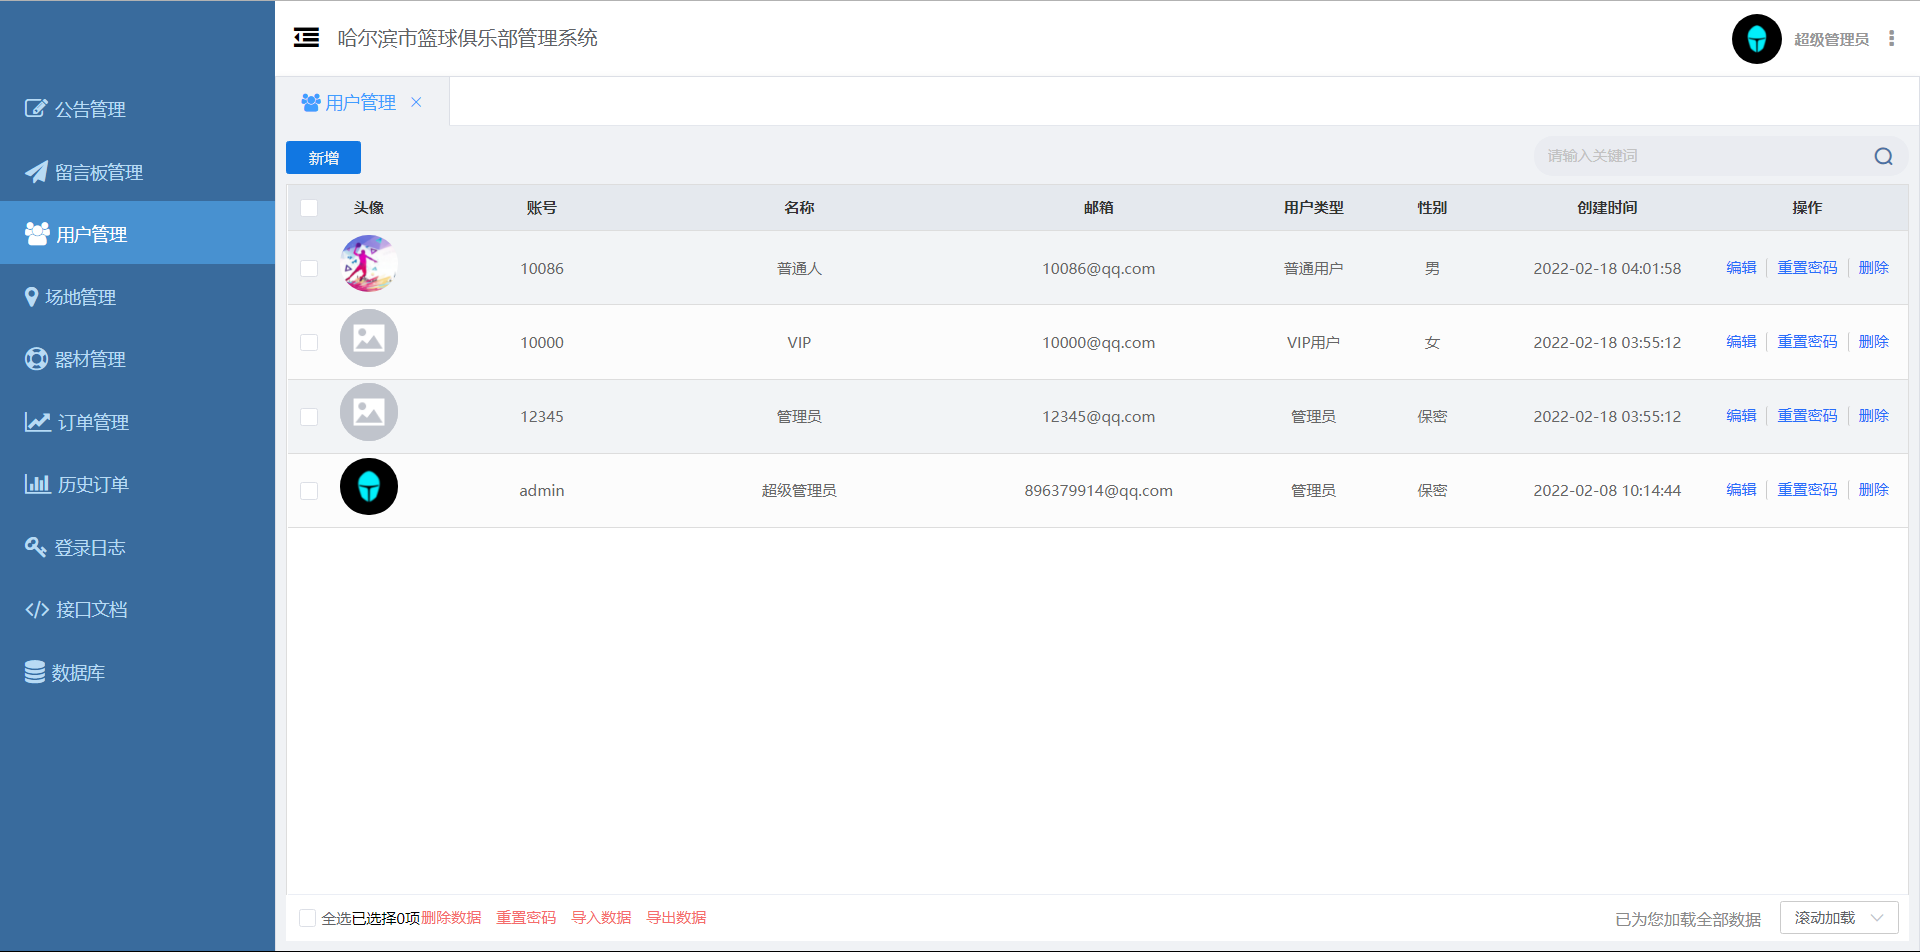 哈尔滨市篮球俱乐部管理系统
超级管理员
公告管理
留言板管理
用户管理
场地管理
器材管理
订单管理
历史订单
登录日志
接口文档
数据库
用户管理
新增
请输入关键词
头像 账号 名称 邮箱 用户类型 性别 创建时间 操作
10086 普通人 10086@qq.com 普通用户 男 2022-02-18 04:01:58 编辑 重置密码 删除
10000 VIP 10000@qq.com VIP用户 女 2022-02-18 03:55:12 编辑 重置密码 删除
12345 管理员 12345@qq.com 管理员 保密 2022-02-18 03:55:12 编辑 重置密码 删除
admin 超级管理员 896379914@qq.com 管理员 保密 2022-02-08 10:14:44 编辑 重置密码 删除
全选已选择0项删除数据 重置密码 导入数据 导出数据
已为您加载全部数据 滚动加载